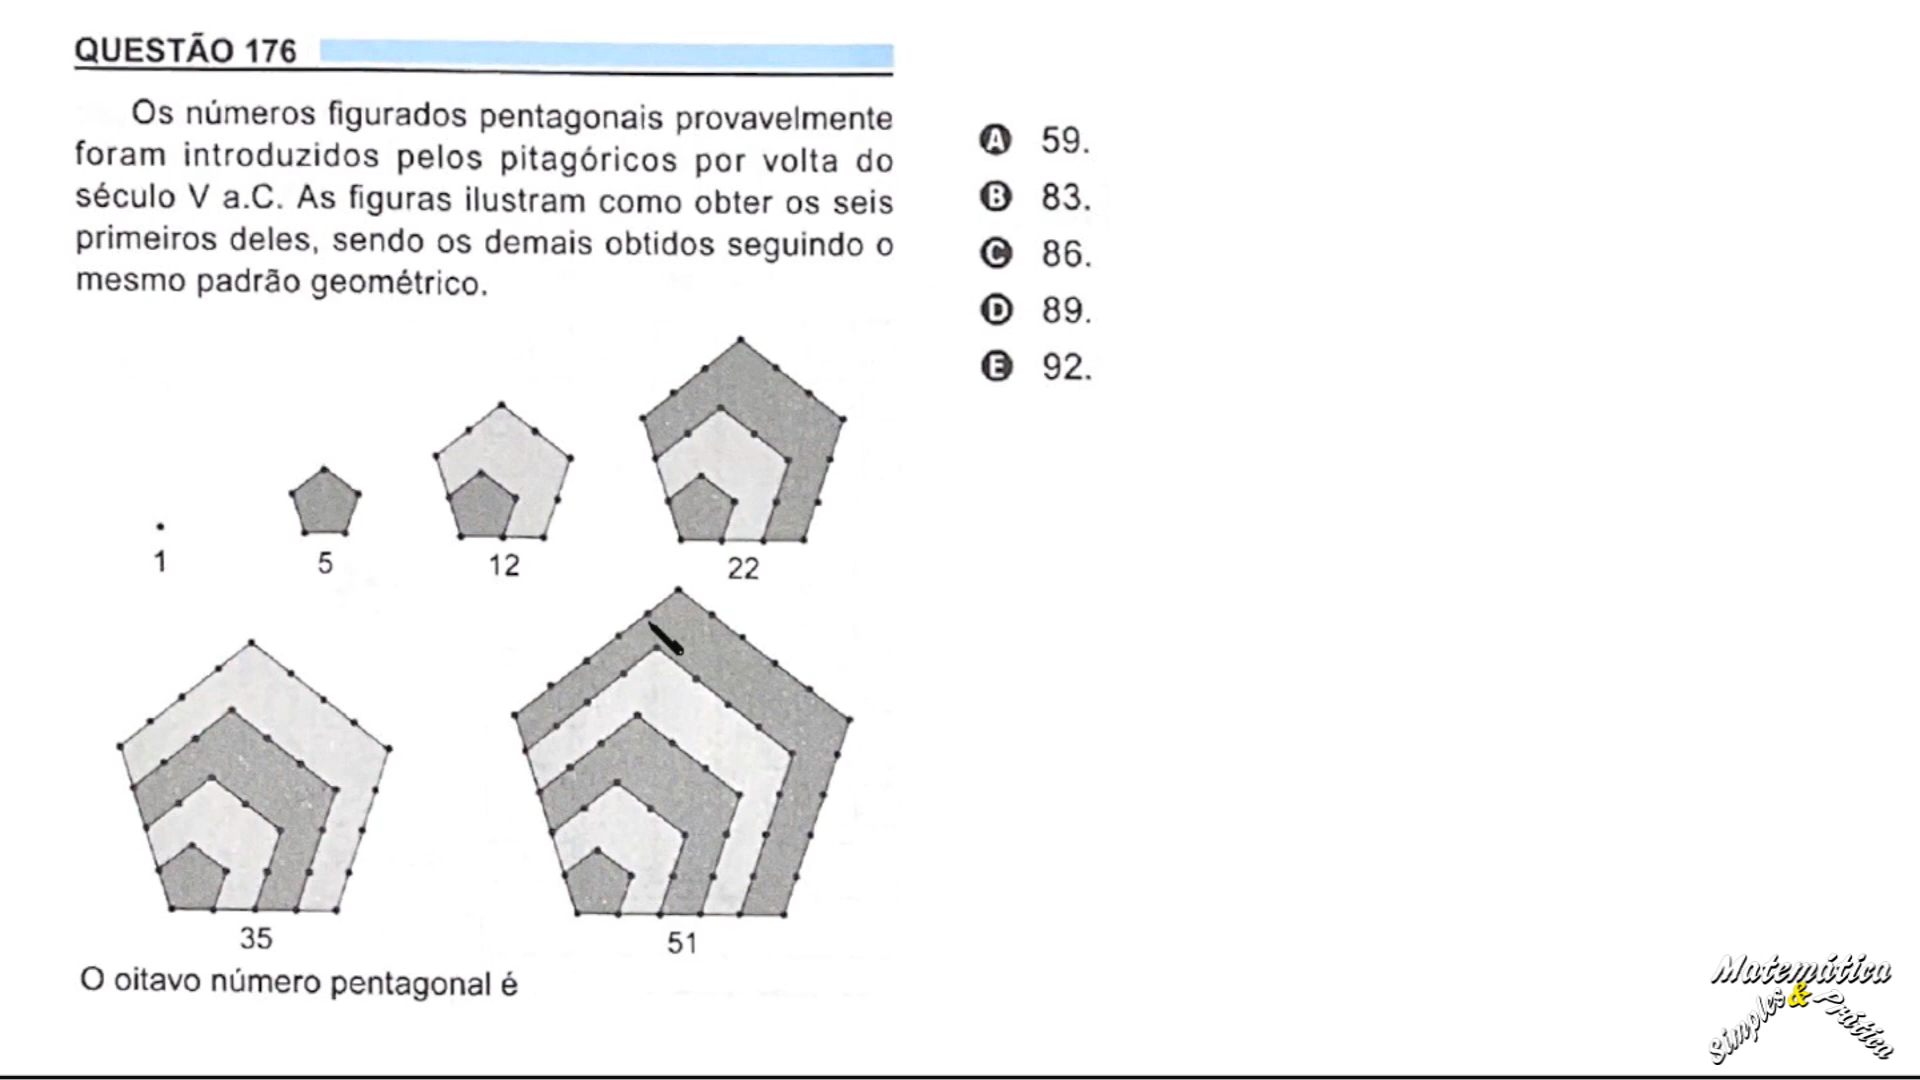 QUESTÃO 176
Os números figurados pentagonais provavelmente
foram introduzidos pelos pitagóricos por volta do
século V a.C. As figuras ilustram como obter os seis
primeiros deles, sendo os demais obtidos seguindo o
mesmo padrão geométrico.
1
5
12
22
35
51
O oitavo número pentagonal é
A 59.
B 83.
C 86.
D 89.
E 92.
Matemática
Simples & Prática